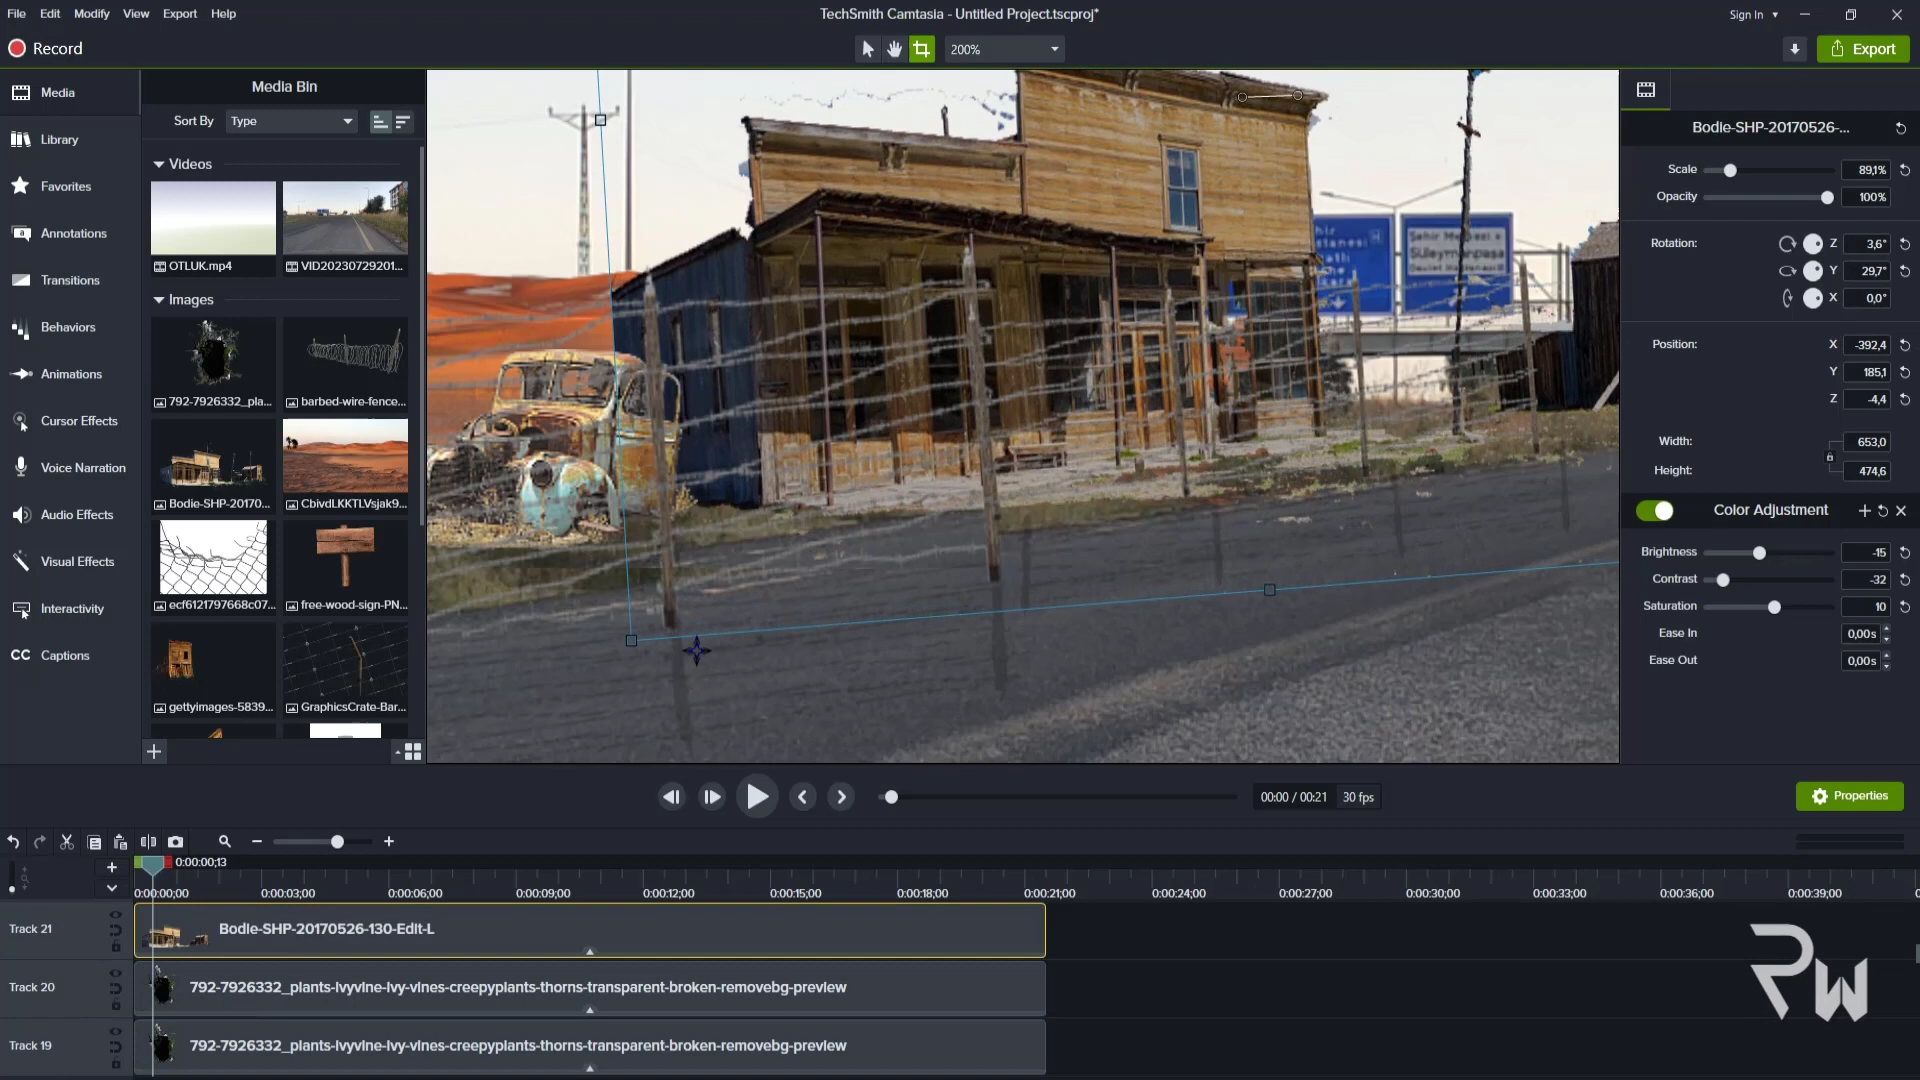 File Edit Modify View Export Help
TechSmith Camtasia - Untitled Project.tscproj*
Sign In
Record
200%
Export
Media
Library
Favorites
Annotations
Transitions
Behaviors
Animations
Cursor Effects
Voice Narration
Audio Effects
Visual Effects
Interactivity
CC Captions
Media Bin
Sort By Type
Videos
OTLUK.mp4 VID20230729201...
Images
792-7926332_pla... barbed-wire-fence...
Bodie-SHP-20170... CbivdLKKTLVsjak9...
ecf6121797668c07... free-wood-sign-PN...
gettyimages-5839... GraphicsCrate-Bar...
Süleymanpaşa
Bodie-SHP-20170526-...
Scale 89,1%
Opacity 100%
Rotation: Z 3,6°
Y 29,7°
X 0,0°
Position: X -392,4
Y 185,1
Z -4,4
Width: 653,0
Height: 474,6
Color Adjustment
Brightness -15
Contrast -32
Saturation 10
Ease In 0,00s
Ease Out 0,00s
00:00 / 00:21 30 fps
Properties
0:00:00;13
0:00:00;00 0:00:03;00 0:00:06;00 0:00:09;00 0:00:12;00 0:00:15;00 0:00:18;00 0:00:21;00 0:00:24;00 0:00:27;00 0:00:30;00 0:00:33;00 0:00:36;00 0:00:39;00
Track 21 Bodie-SHP-20170526-130-Edit-L
Track 20 792-7926332_plants-ivyvine-ivy-vines-creepyplants-thorns-transparent-broken-removebg-preview
Track 19 792-7926332_plants-ivyvine-ivy-vines-creepyplants-thorns-transparent-broken-removebg-preview
RW